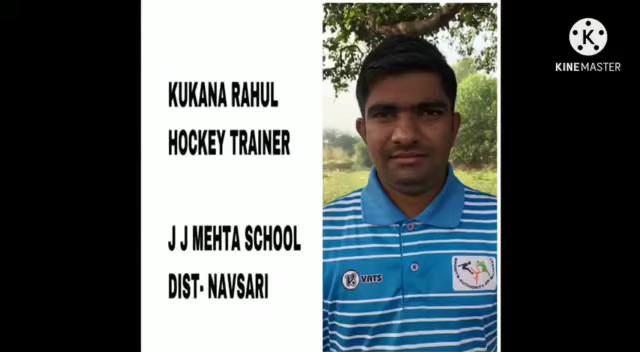 KUKANA RAHUL
HOCKEY TRAINER
J J MEHTA SCHOOL
DIST- NAVSARI
K
KINEMASTER
VATS